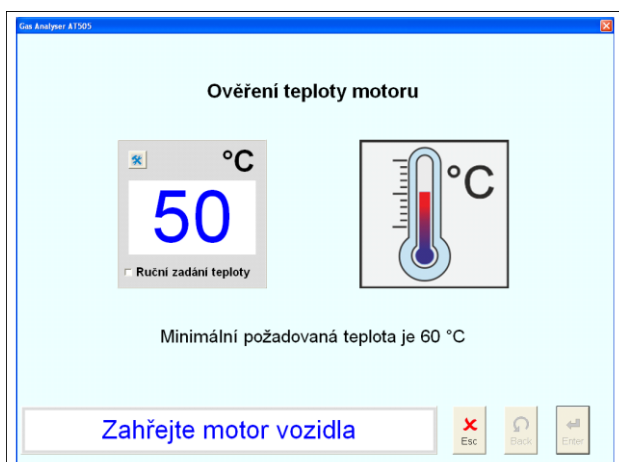 Gas Analyser AT505
Ověření teploty motoru
°C
50
Ruční zadání teploty
°C
Minimální požadovaná teplota je 60 °C
Zahřejte motor vozidla
Esc
Back
Enter